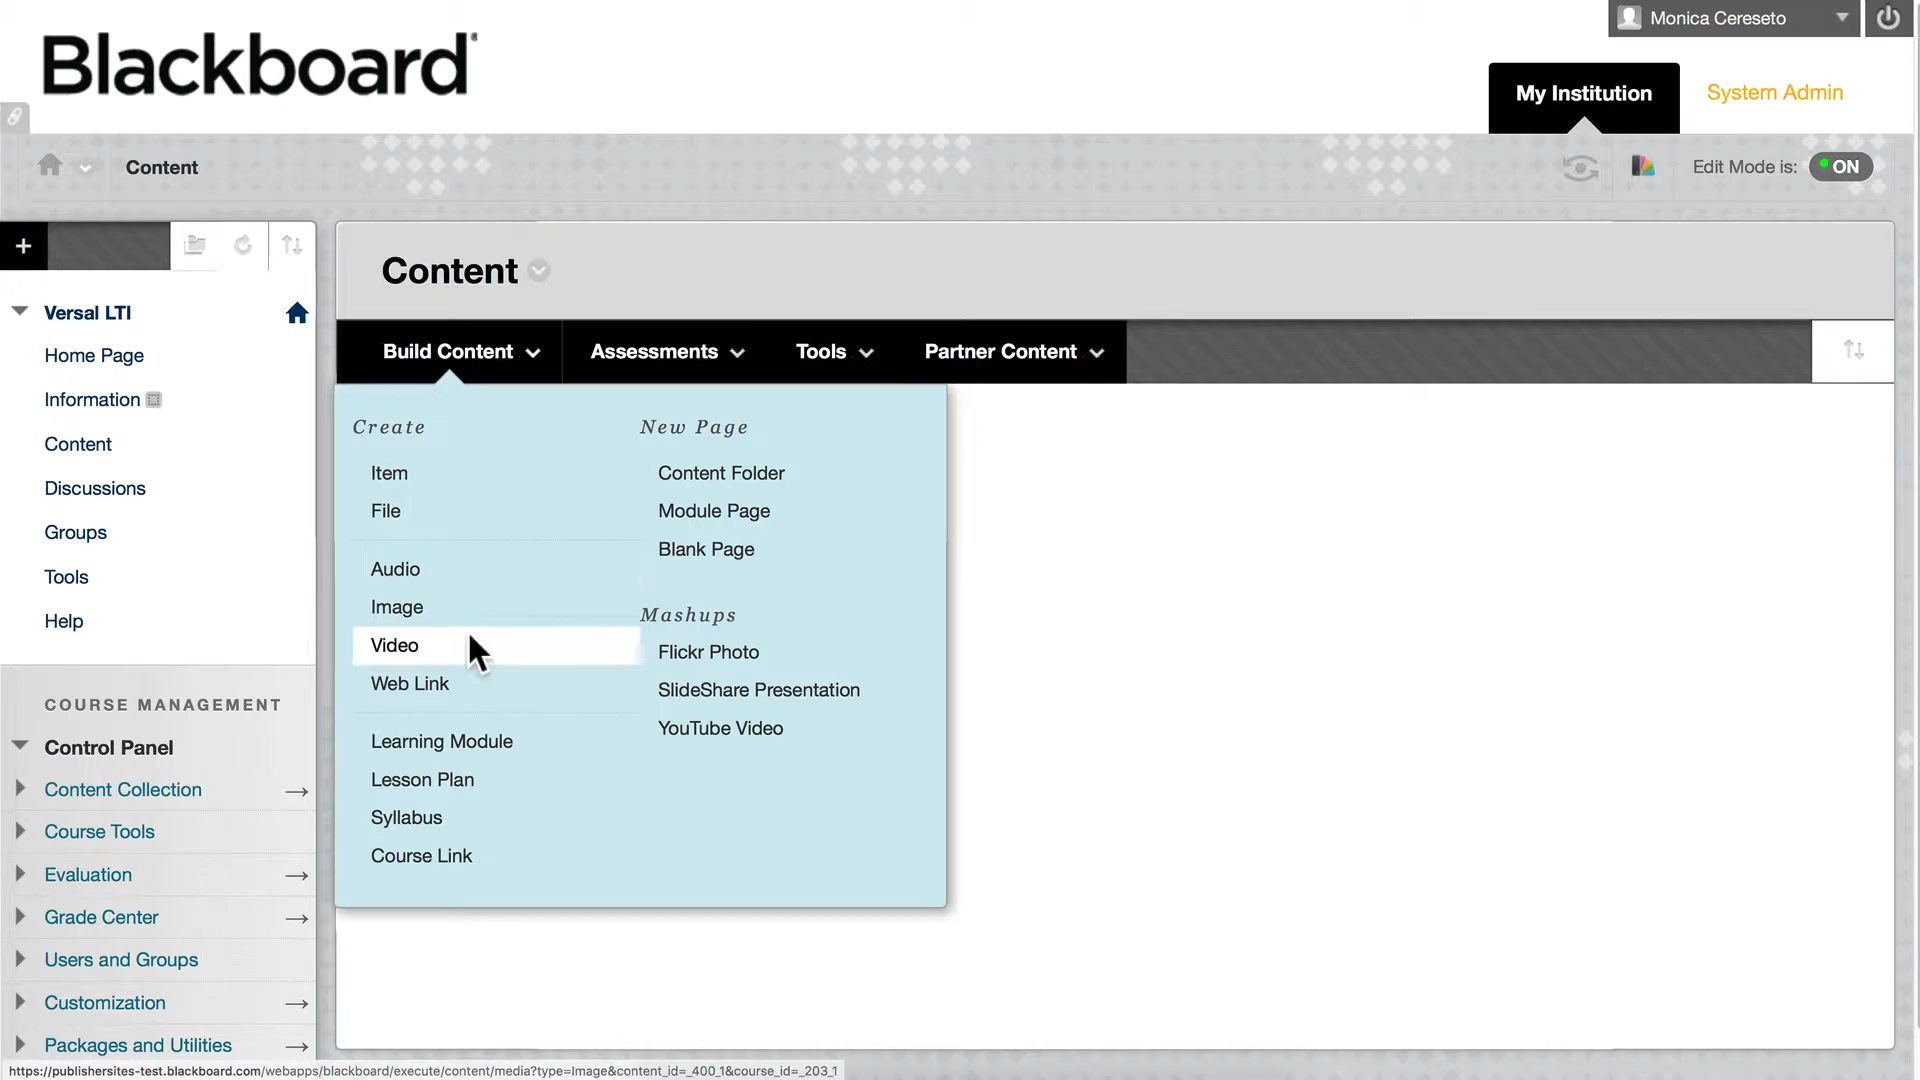 Monica Cereseto
Blackboard
My Institution
System Admin
Content
Edit Mode is:
ON
Content
Versal LTI
Home Page
Information
Content
Discussions
Groups
Tools
Help
COURSE MANAGEMENT
Control Panel
Content Collection
Course Tools
Evaluation
Grade Center
Users and Groups
Customization
Packages and Utilities
Build Content
Assessments
Tools
Partner Content
Create
Item
File
Audio
Image
Video
Web Link
Learning Module
Lesson Plan
Syllabus
Course Link
New Page
Content Folder
Module Page
Blank Page
Mashups
Flickr Photo
SlideShare Presentation
YouTube Video
https://publishersites-test.blackboard.com/webapps/blackboard/execute/content/media?type=Image&content_id=_400_1&course_id=_203_1